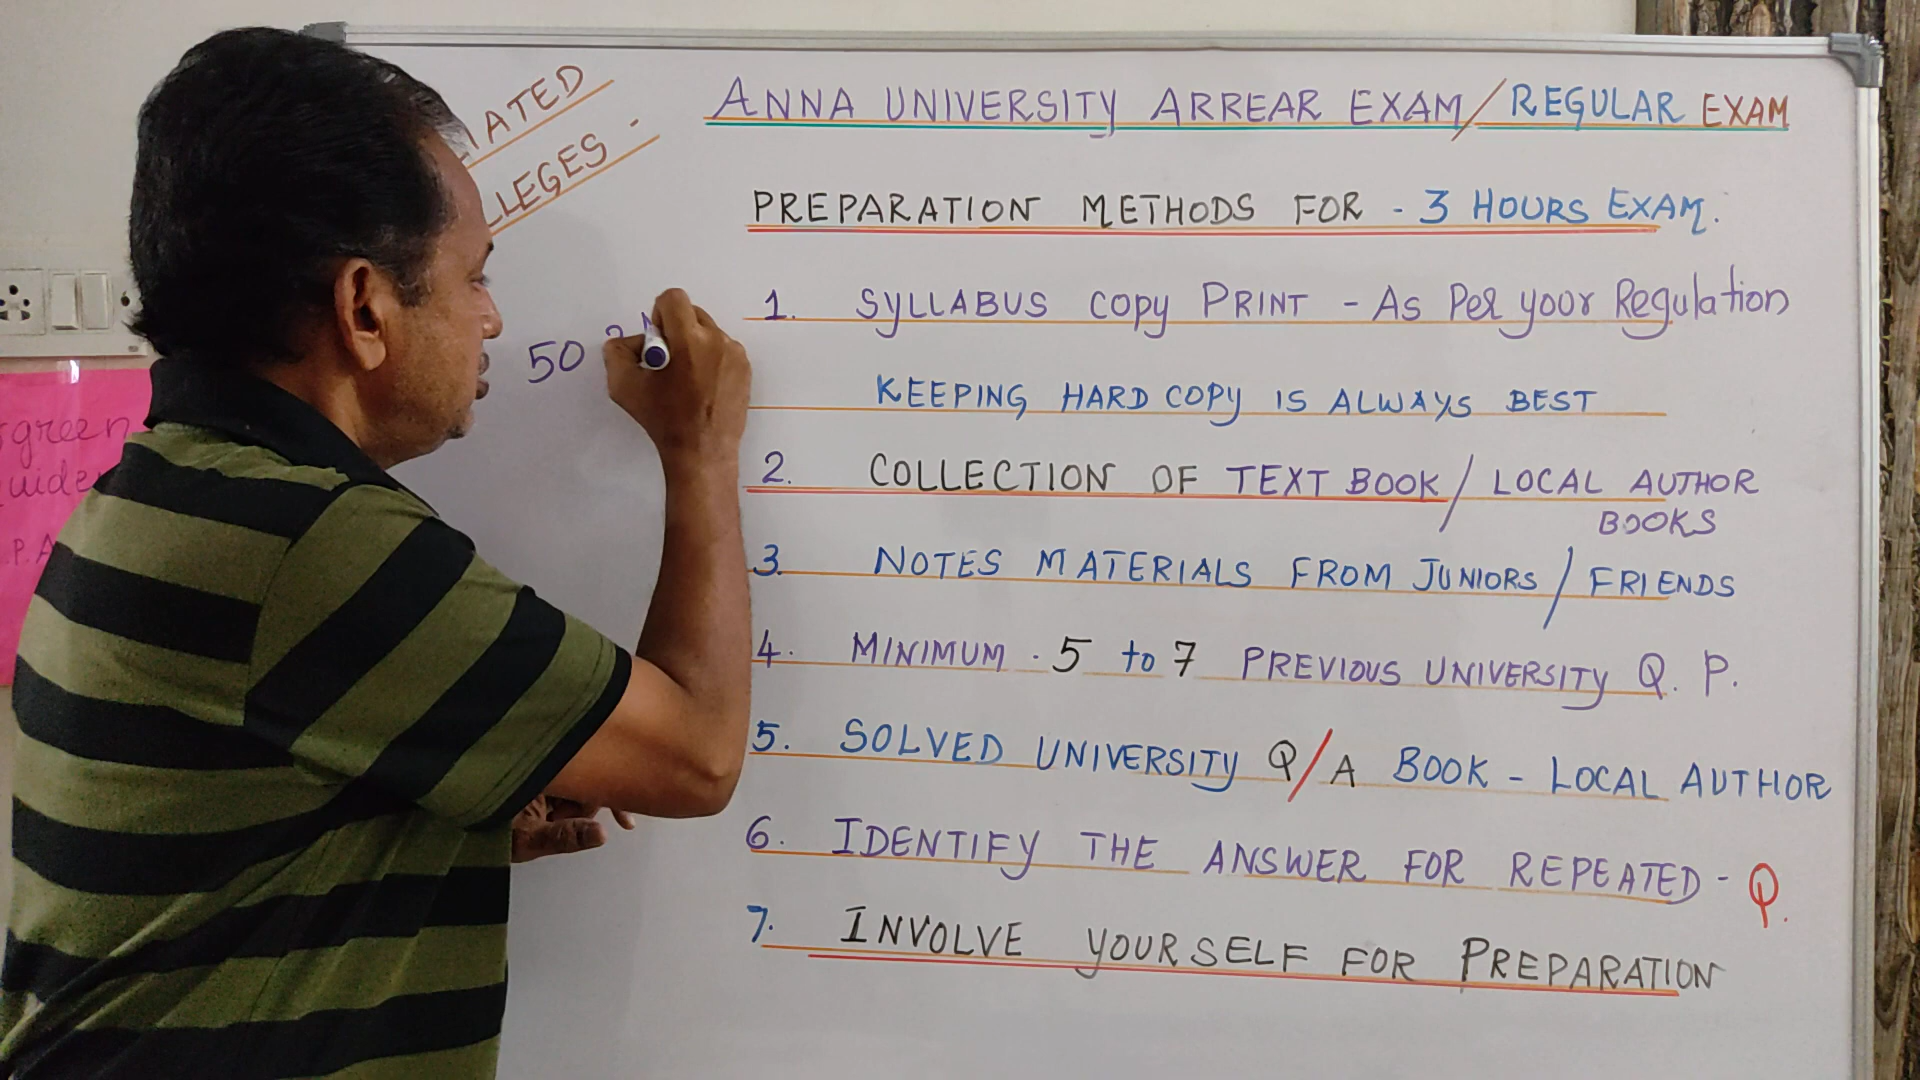 IATED
LLEGES.
ANNA UNIVERSITY ARREAR EXAM/REGULAR EXAM
PREPARATION METHODS FOR - 3 HOURS EXAM.
1. SYLLABUS COPY PRINT - As Per your Regulation
50
KEEPING HARD COPY IS ALWAYS BEST
2. COLLECTION OF TEXT BOOK / LOCAL AUTHOR
BOOKS
3. NOTES MATERIALS FROM JUNIORS / FRIENDS
4. MINIMUM . 5 to 7 PREVIOUS UNIVERSITY Q. P.
5. SOLVED UNIVERSITY Q/A BOOK - LOCAL AUTHOR
6. IDENTIFY THE ANSWER FOR REPEATED - Q.
7. INVOLVE YOURSELF FOR PREPARATION
green
uide
P.A